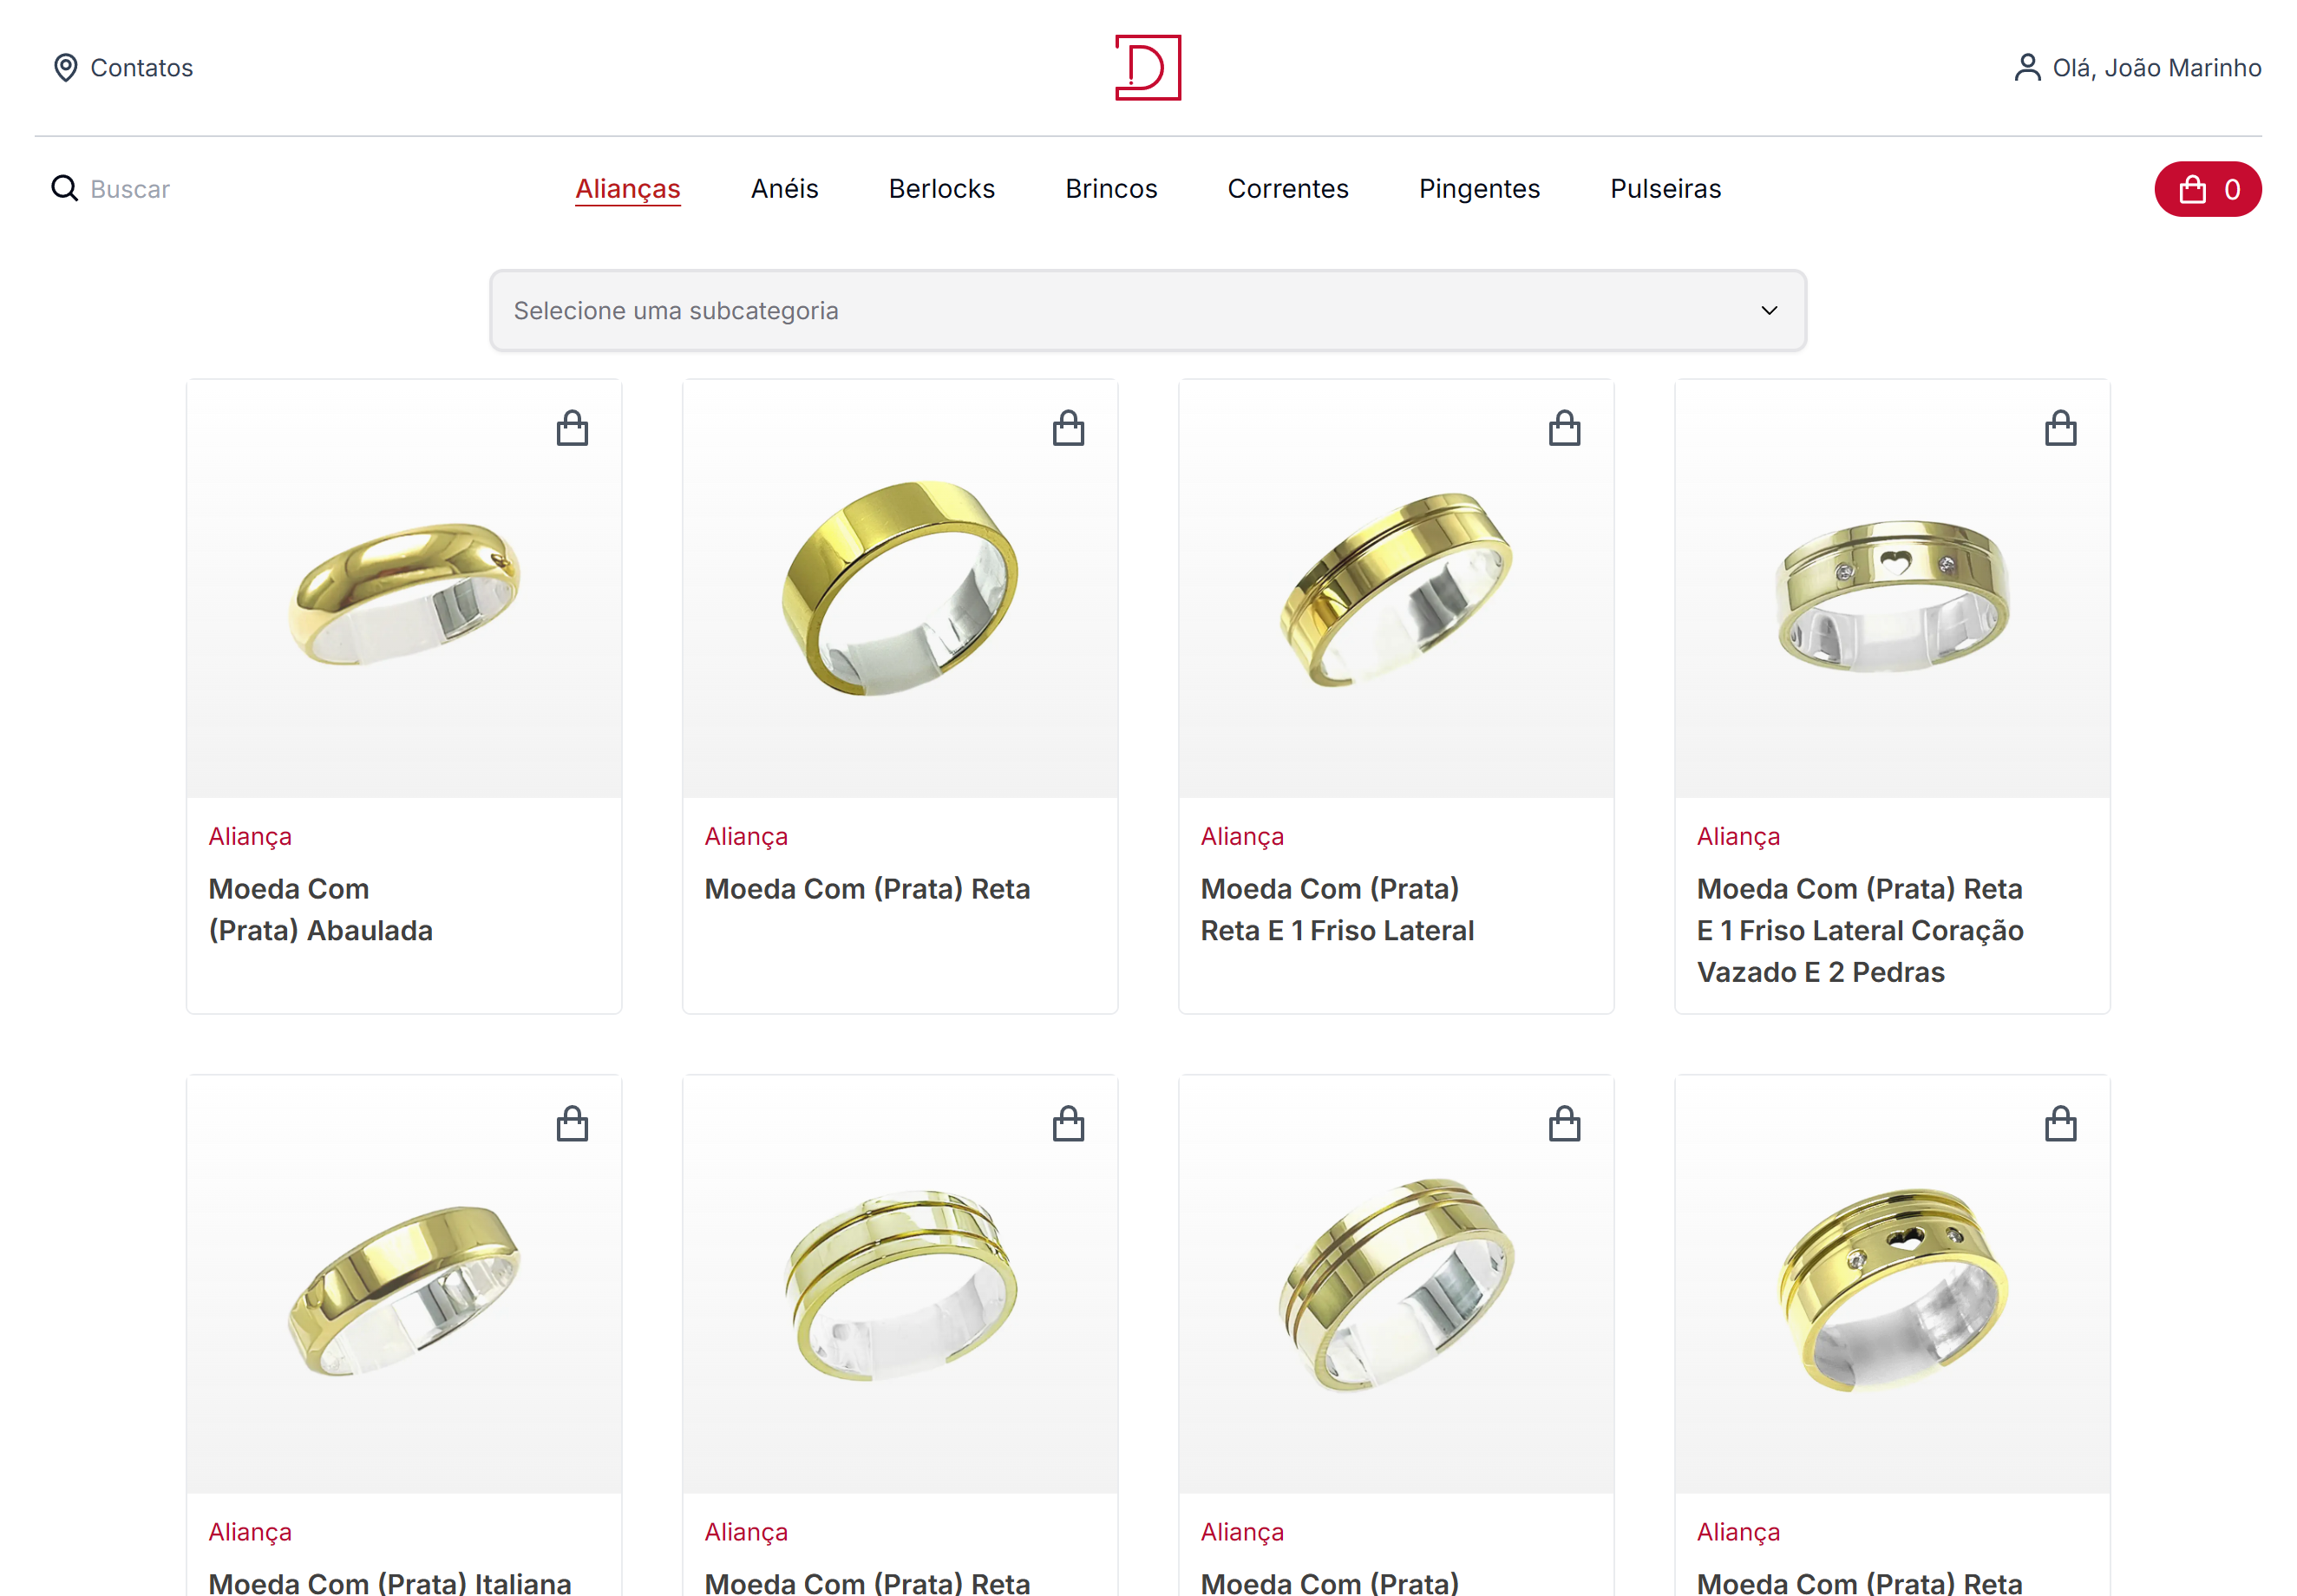 Contatos
D
Olá, João Marinho
Buscar
Alianças
Anéis
Berlocks
Brincos
Correntes
Pingentes
Pulseiras
0
Selecione uma subcategoria
Aliança
Moeda Com
(Prata) Abaulada
Aliança
Moeda Com (Prata) Reta
Aliança
Moeda Com (Prata)
Reta E 1 Friso Lateral
Aliança
Moeda Com (Prata) Reta
E 1 Friso Lateral Coração
Vazado E 2 Pedras
Aliança
Moeda Com (Prata) Italiana
Aliança
Moeda Com (Prata) Reta
Aliança
Moeda Com (Prata)
Aliança
Moeda Com (Prata) Reta